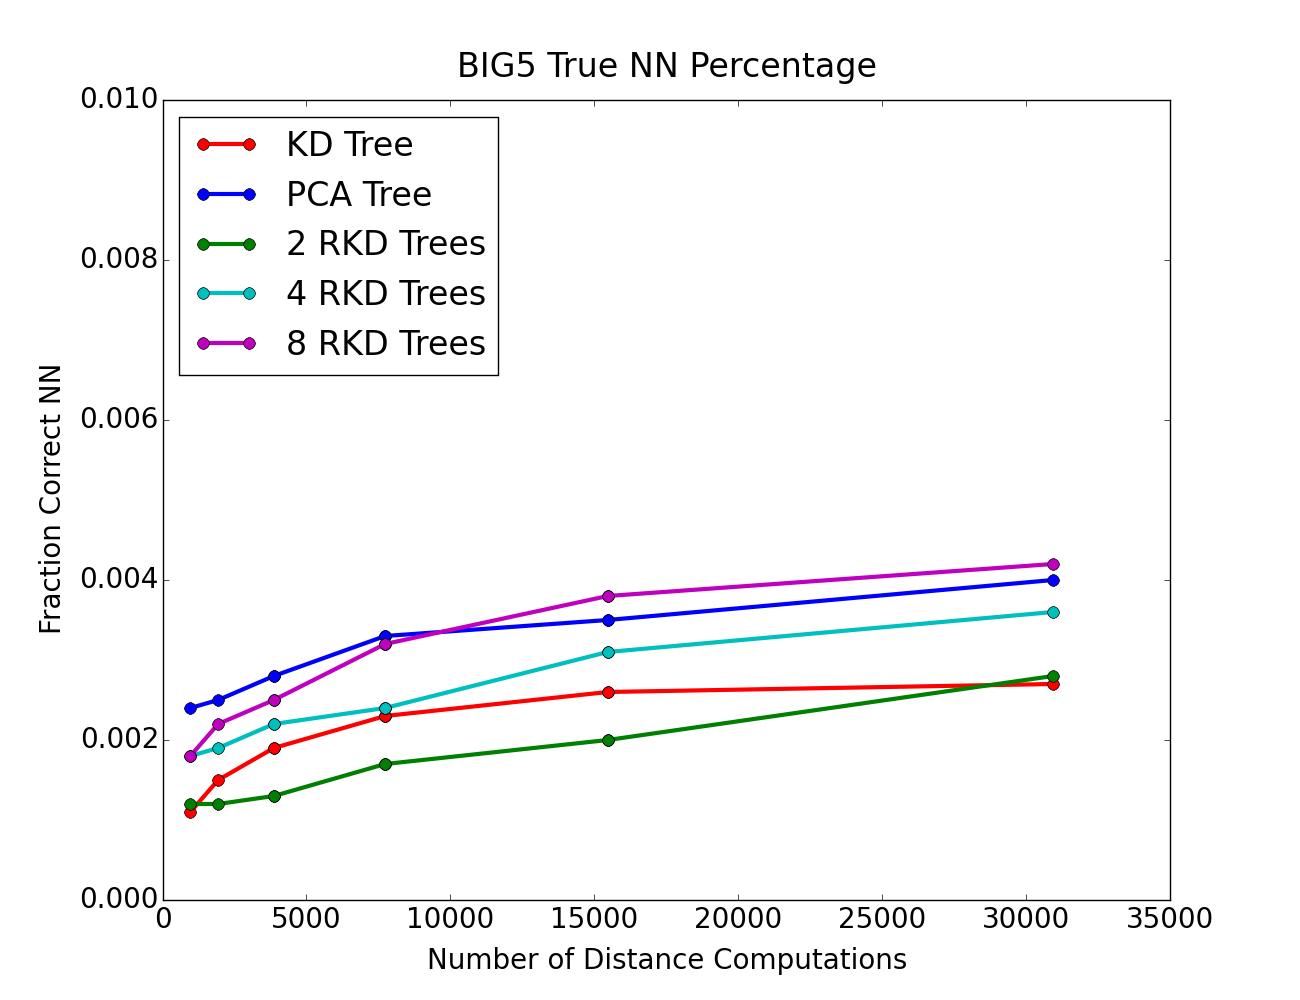 BIG5 True NN Percentage
0.010
0.008
0.006
0.004
0.002
0.000
Fraction Correct NN
KD Tree
PCA Tree
2 RKD Trees
4 RKD Trees
8 RKD Trees
0 5000 10000 15000 20000 25000 30000 35000
Number of Distance Computations